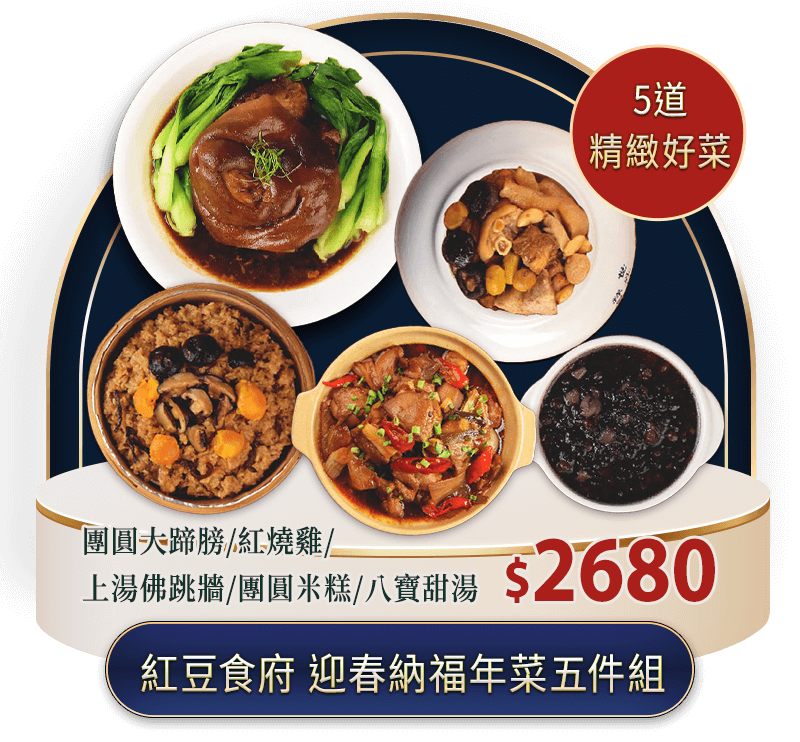 5道
精緻好菜
團圓大蹄膀/紅燒雞/
上湯佛跳牆/團圓米糕/八寶甜湯
$2680
紅豆食府 迎春納福年菜五件組